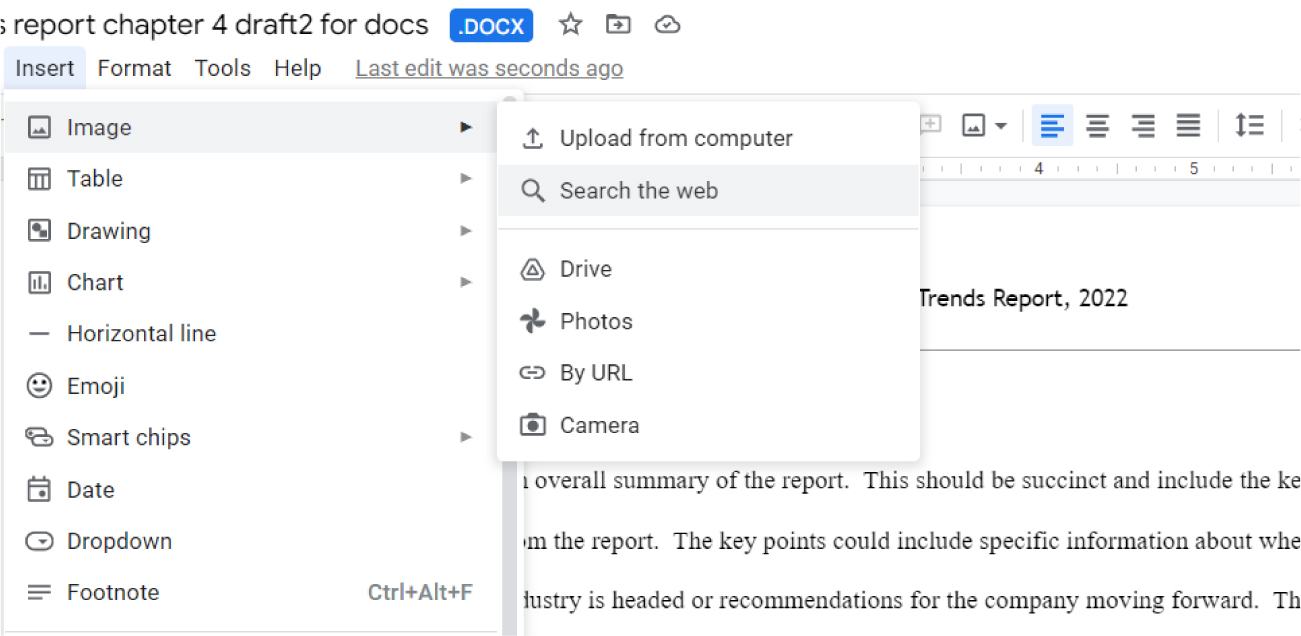 s report chapter 4 draft2 for docs .DOCX
Insert Format Tools Help Last edit was seconds ago
Image
Table
Drawing
Chart
Horizontal line
Emoji
Smart chips
Date
Dropdown
Footnote Ctrl+Alt+F
Upload from computer
Search the web
Drive
Photos
By URL
Camera
4 5
Trends Report, 2022
overall summary of the report. This should be succinct and include the ke
om the report. The key points could include specific information about whe
dustry is headed or recommendations for the company moving forward. Th